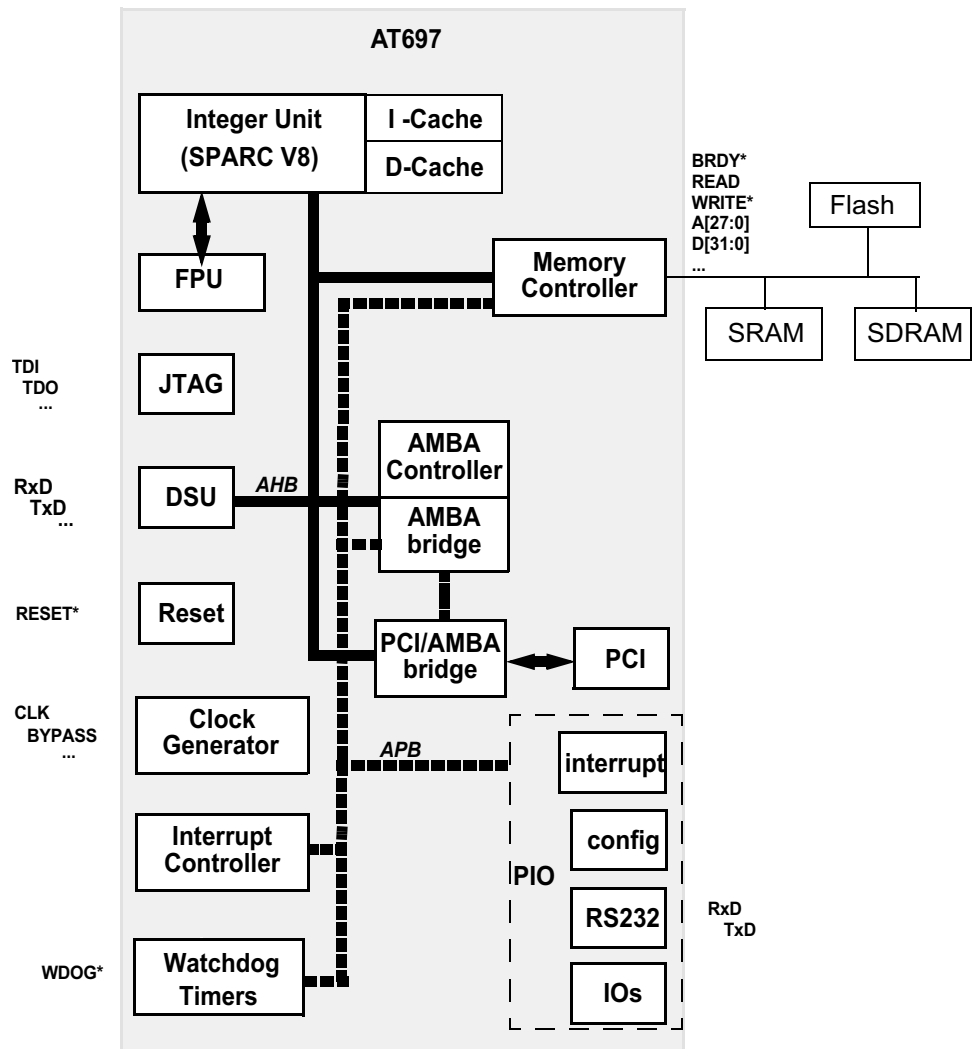 AT697
Integer Unit
(SPARC V8)
I -Cache
D-Cache
BRDY*
READ
WRITE*
A[27:0]
D[31:0]
...
Flash
FPU
Memory
Controller
SRAM
SDRAM
TDI
TDO
...
JTAG
AMBA
Controller
RxD
TxD
...
DSU
AHB
AMBA
bridge
RESET*
Reset
PCI/AMBA
bridge
PCI
CLK
BYPASS
...
Clock
Generator
APB
interrupt
Interrupt
Controller
config
PIO
RS232
RxD
TxD
WDOG*
Watchdog
Timers
IOs